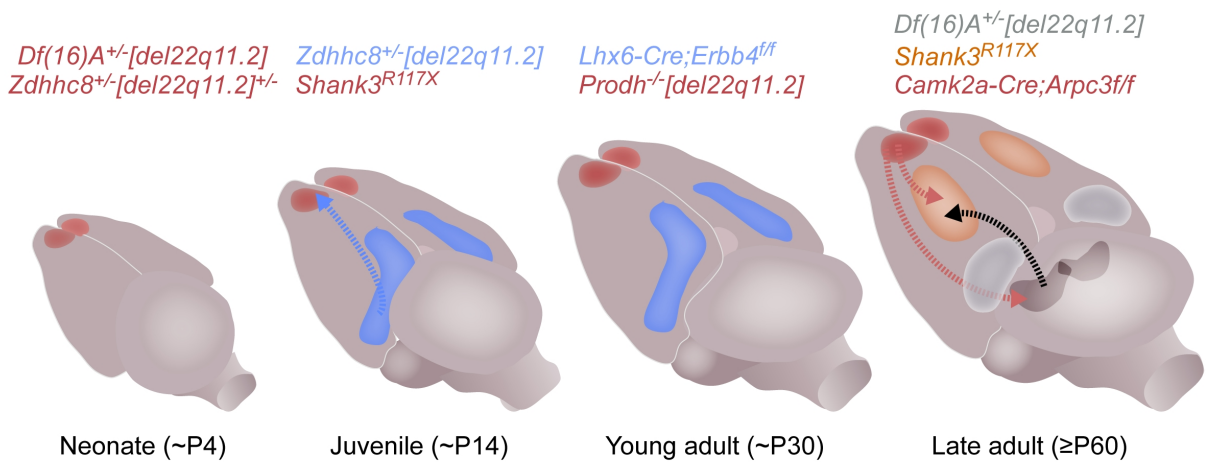 Df(16)A+/-[del22q11.2]
Zdhhc8+/-[del22q11.2]+/-
Zdhhc8+/-[del22q11.2]
Shank3R117X
Lhx6-Cre;Erbb4f/f
Prodh-/-[del22q11.2]
Df(16)A+/-[del22q11.2]
Shank3R117X
Camk2a-Cre;Arpc3f/f
Neonate (~P4)
Juvenile (~P14)
Young adult (~P30)
Late adult (≥P60)